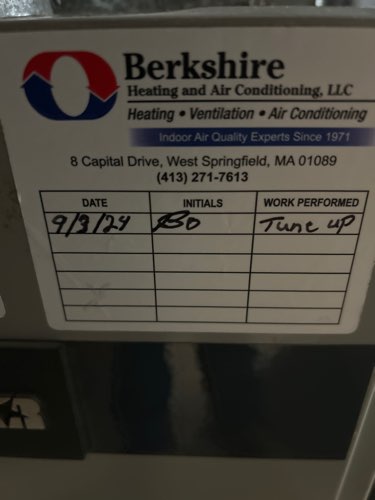 Berkshire
Heating and Air Conditioning, LLC
Heating • Ventilation • Air Conditioning
Indoor Air Quality Experts Since 1971
8 Capital Drive, West Springfield, MA 01089
(413) 271-7613
DATE INITIALS WORK PERFORMED
9/3/24 BO Tune up